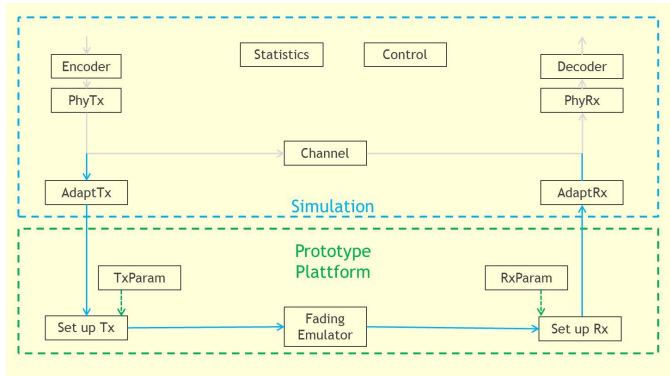 Statistics
Control
Encoder
Decoder
PhyTx
PhyRx
Channel
AdaptTx
AdaptRx
Simulation
Prototype
Plattform
TxParam
RxParam
Set up Tx
Fading
Emulator
Set up Rx